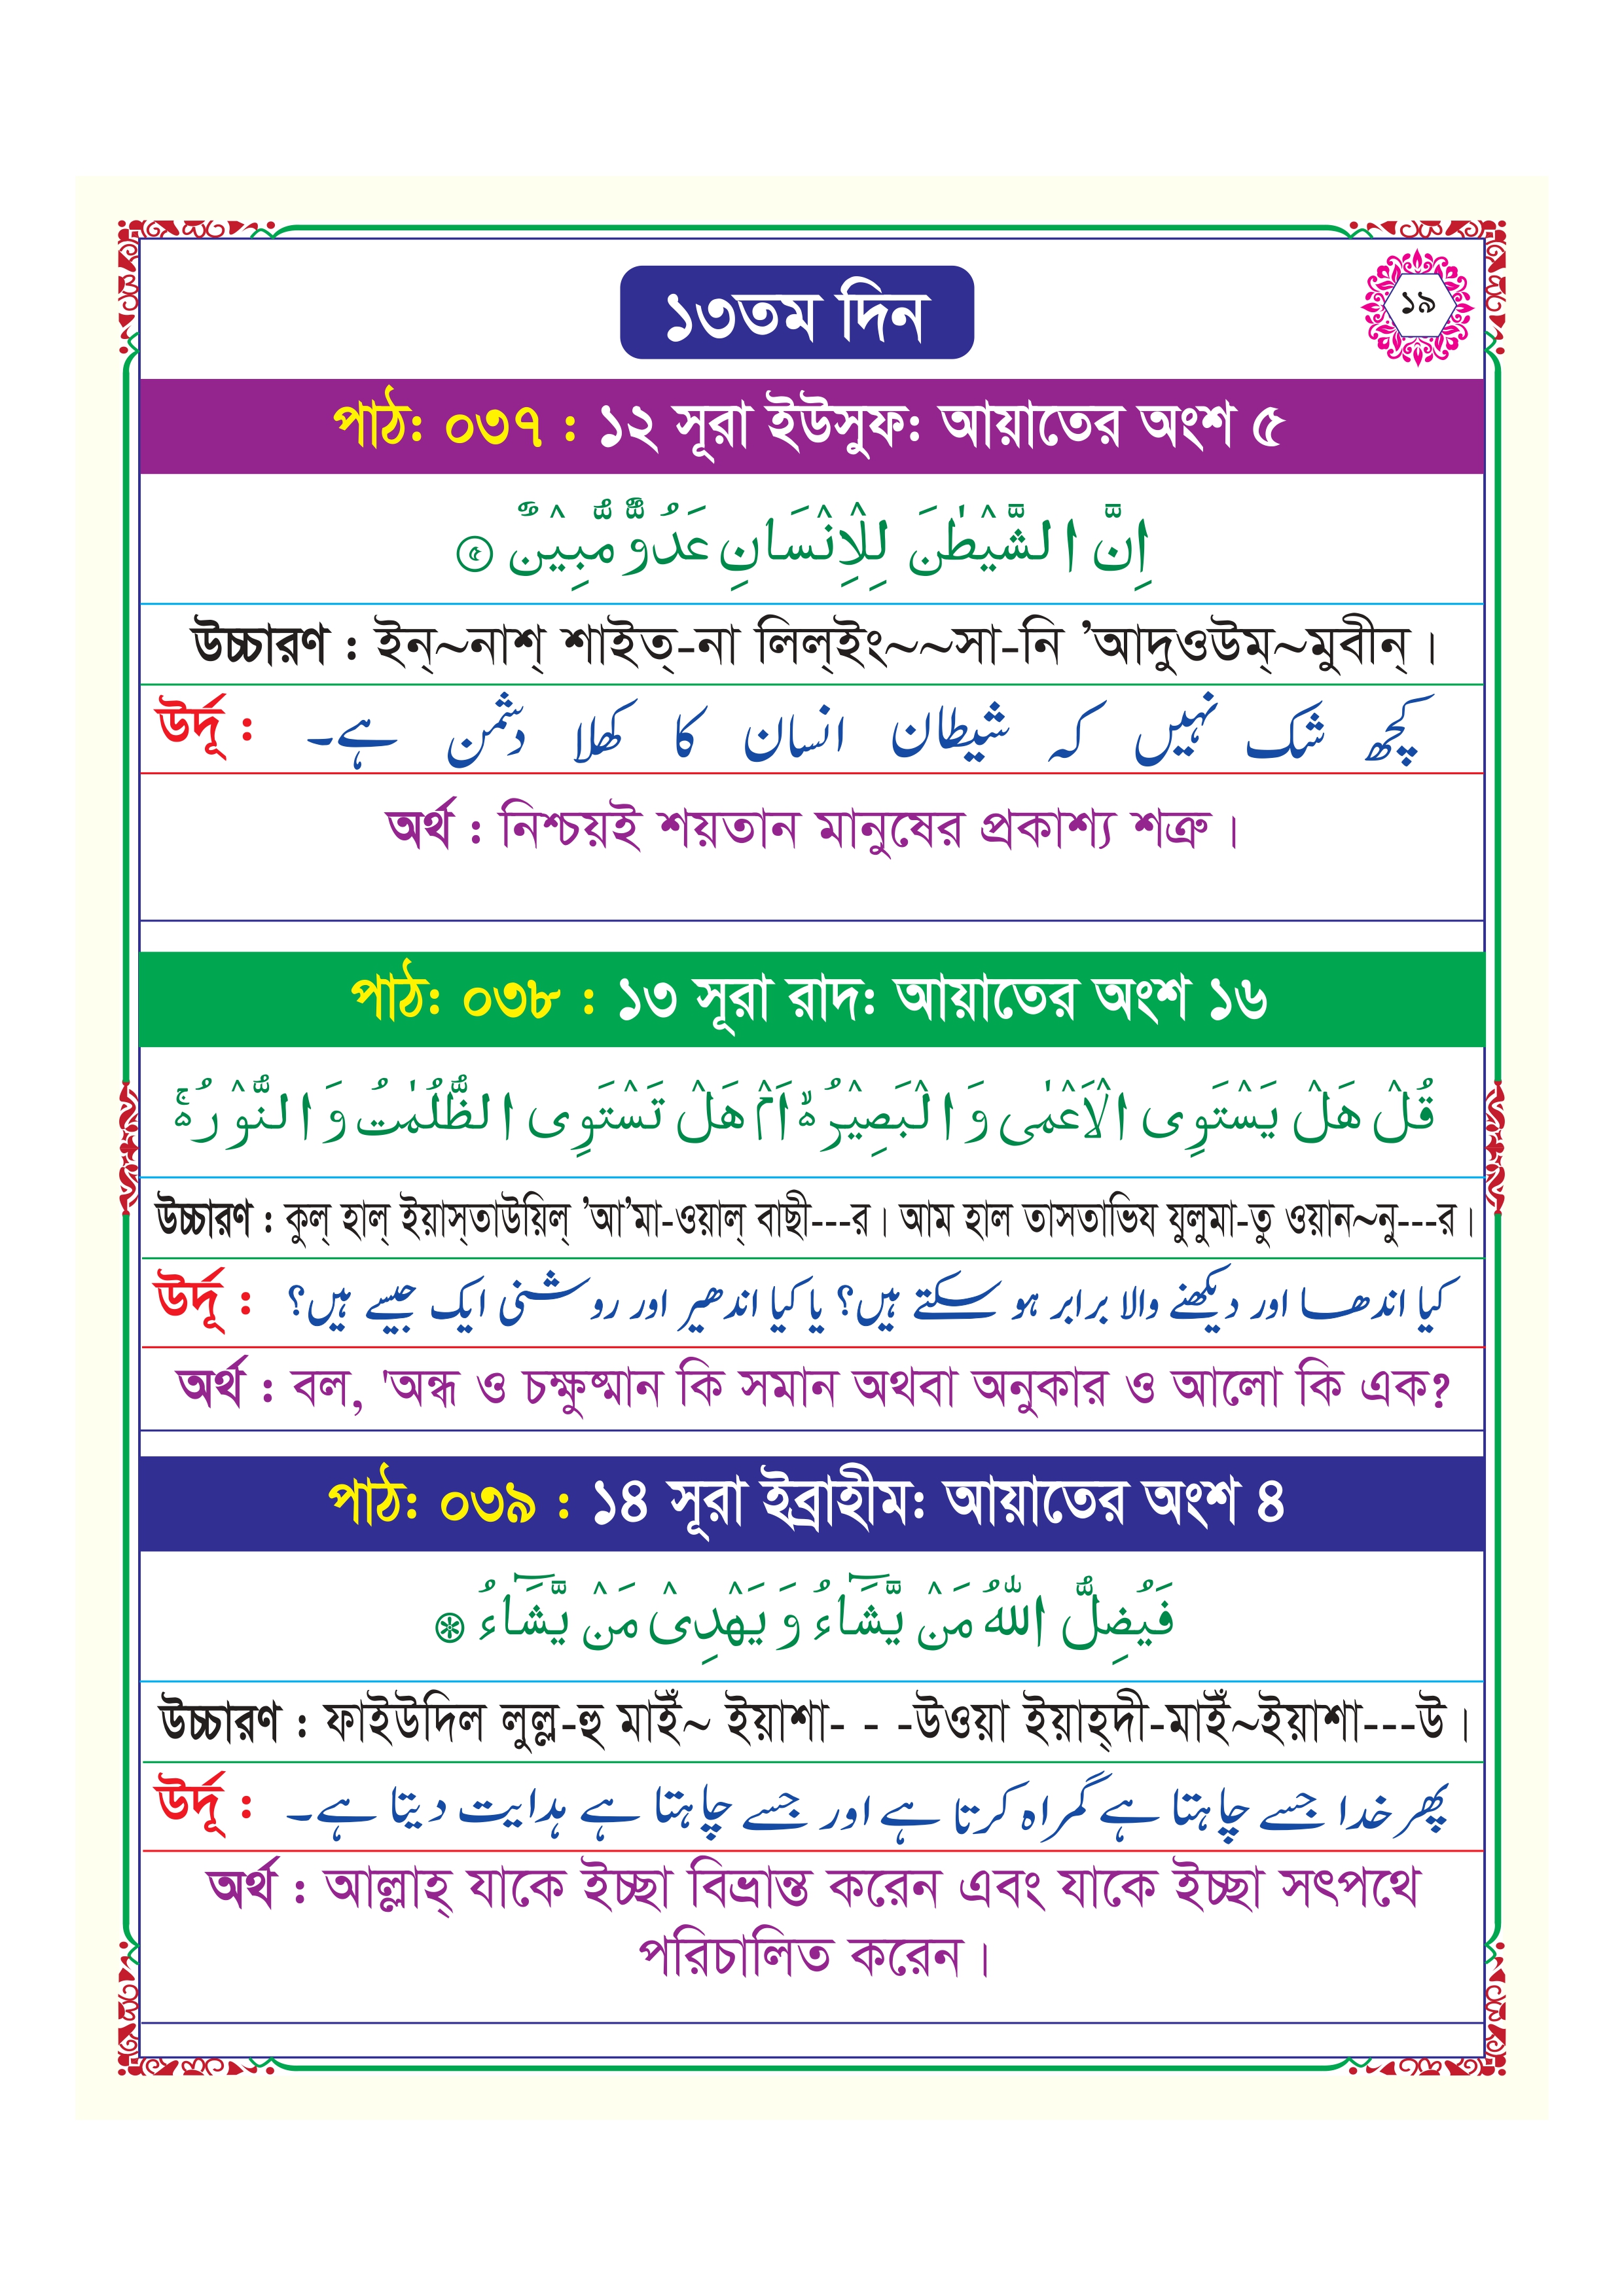 ১৩তম দিন
১৯
পাঠ: ০৩৭ : ১২ সূরা ইউসুফ: আয়াতের অংশ ৫
اِنَّ الشَّيْطٰنَ لِلْاِنْسَانِ عَدُوٌّ مُّبِيْنٌ ۝۵
উচ্চারণ : ইন্~নাশ্ শাইত্-না লিল্ইং~~সা-নি ’আদুওউম্~মুবীন্।
উর্দূ : کچھ شک نہیں کہ شیطان انسان کا کھلا دشمن ہے۔
অর্থ : নিশ্চয়ই শয়তান মানুষের প্রকাশ্য শত্রু।
পাঠ: ০৩৮ : ১৩ সূরা রাদ: আয়াতের অংশ ১৬
قُلْ هَلْ يَسْتَوِى الْاَعْمٰى وَالْبَصِيْرُ ۙ۬ اَمْ هَلْ تَسْتَوِى الظُّلُمٰتُ وَالنُّوْرُ ۬ۚ
উচ্চারণ : কুল্ হাল্ ইয়াস্তাউয়িল্ ’আ’মা-ওয়াল্ বাছী---র। আম হাল তাসতাভিয যুলুমা-তু ওয়ান~নু---র।
উর্দূ : کیا اندھا اور دیکھنے والا برابر ہو سکتے ہیں؟ یا کیا اندھیر اور روشنی ایک جیسے ہیں؟
অর্থ : বল, 'অন্ধ ও চক্ষুষ্মান কি সমান অথবা অনুকার ও আলো কি এক?
পাঠ: ০৩৯ : ১৪ সূরা ইব্রাহীম: আয়াতের অংশ ৪
فَيُضِلُّ اللّٰهُ مَنْ يَّشَآءُ وَيَهْدِىْ مَنْ يَّشَآءُ ۝
উচ্চারণ : ফাইউদিল লুল্ল-হু মাইঁ~ ইয়াশা- - -উওয়া ইয়াহ্দী-মাইঁ~ইয়াশা---উ।
উর্দূ : پھر خدا جسے چاہتا ہے گمراہ کرتا ہے اور جسے چاہتا ہے ہدایت دیتا ہے۔
অর্থ : আল্লাহ্ যাকে ইচ্ছা বিভ্রান্ত করেন এবং যাকে ইচ্ছা সৎপথে
পরিচালিত করেন।